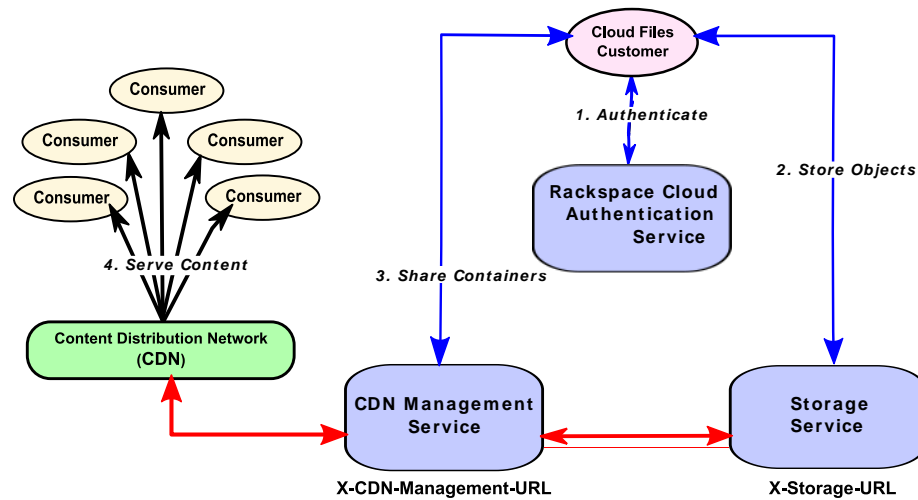 Cloud Files
Customer
Consumer
1. Authenticate
Consumer
Consumer
2. Store Objects
Consumer
Consumer
Rackspace Cloud
Authentication
Service
4. Serve Content
3. Share Containers
Content Distribution Network
(CDN)
CDN Management
Service
Storage
Service
X-CDN-Management-URL
X-Storage-URL